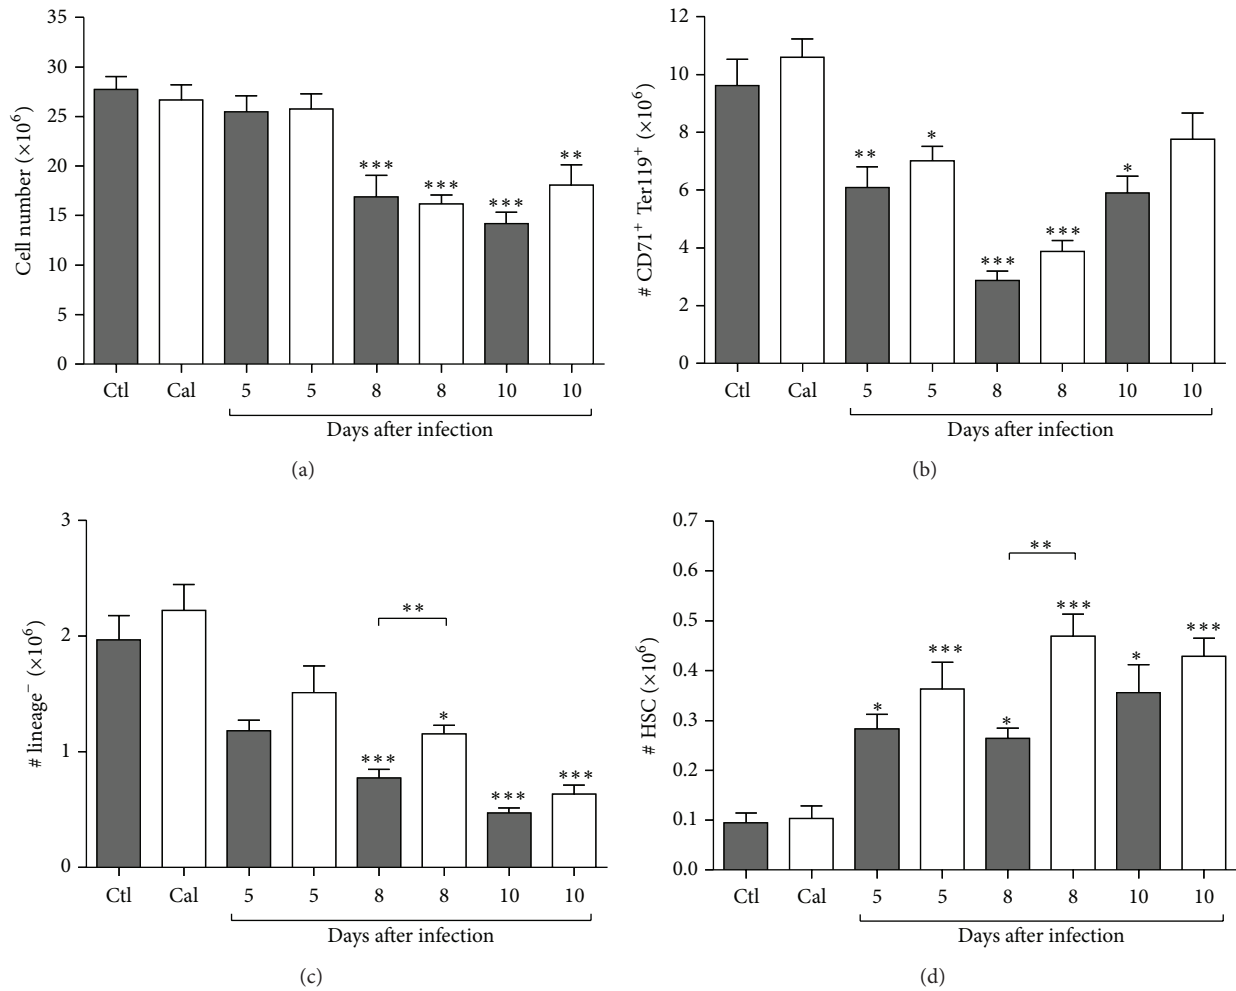 35
30
25
20
15
10
5
0
Cell number (×10⁶)
*** *** *** **
Ctl Cal 5 5 8 8 10 10
Days after infection
(a)
12
10
8
6
4
2
0
# CD71⁺ Ter119⁺ (×10⁶)
** * *** *** *
Ctl Cal 5 5 8 8 10 10
Days after infection
(b)
3
2
1
0
# lineage⁻ (×10⁶)
**
*** * *** ***
Ctl Cal 5 5 8 8 10 10
Days after infection
(c)
0.7
0.6
0.5
0.4
0.3
0.2
0.1
0.0
# HSC (×10⁶)
**
* *** * *** * ***
Ctl Cal 5 5 8 8 10 10
Days after infection
(d)